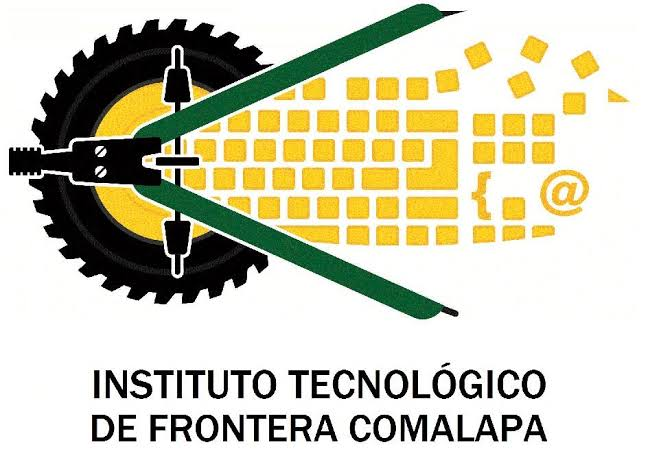 { @
INSTITUTO TECNOLÓGICO
DE FRONTERA COMALAPA